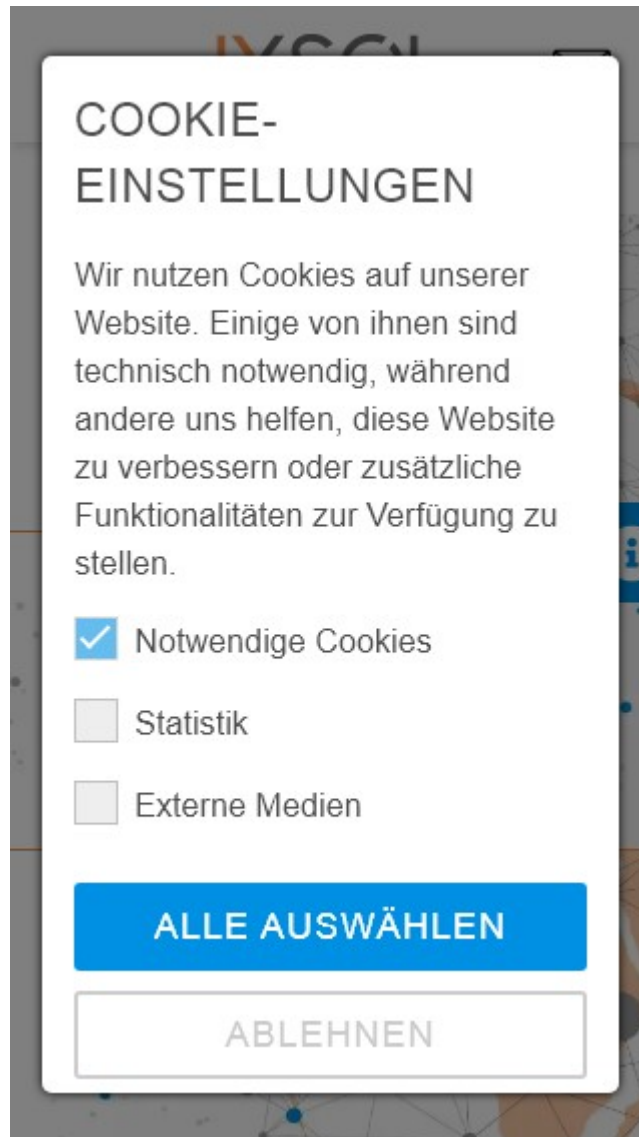 COOKIE-
EINSTELLUNGEN
Wir nutzen Cookies auf unserer
Website. Einige von ihnen sind
technisch notwendig, während
andere uns helfen, diese Website
zu verbessern oder zusätzliche
Funktionalitäten zur Verfügung zu
stellen.
Notwendige Cookies
Statistik
Externe Medien
ALLE AUSWÄHLEN
ABLEHNEN